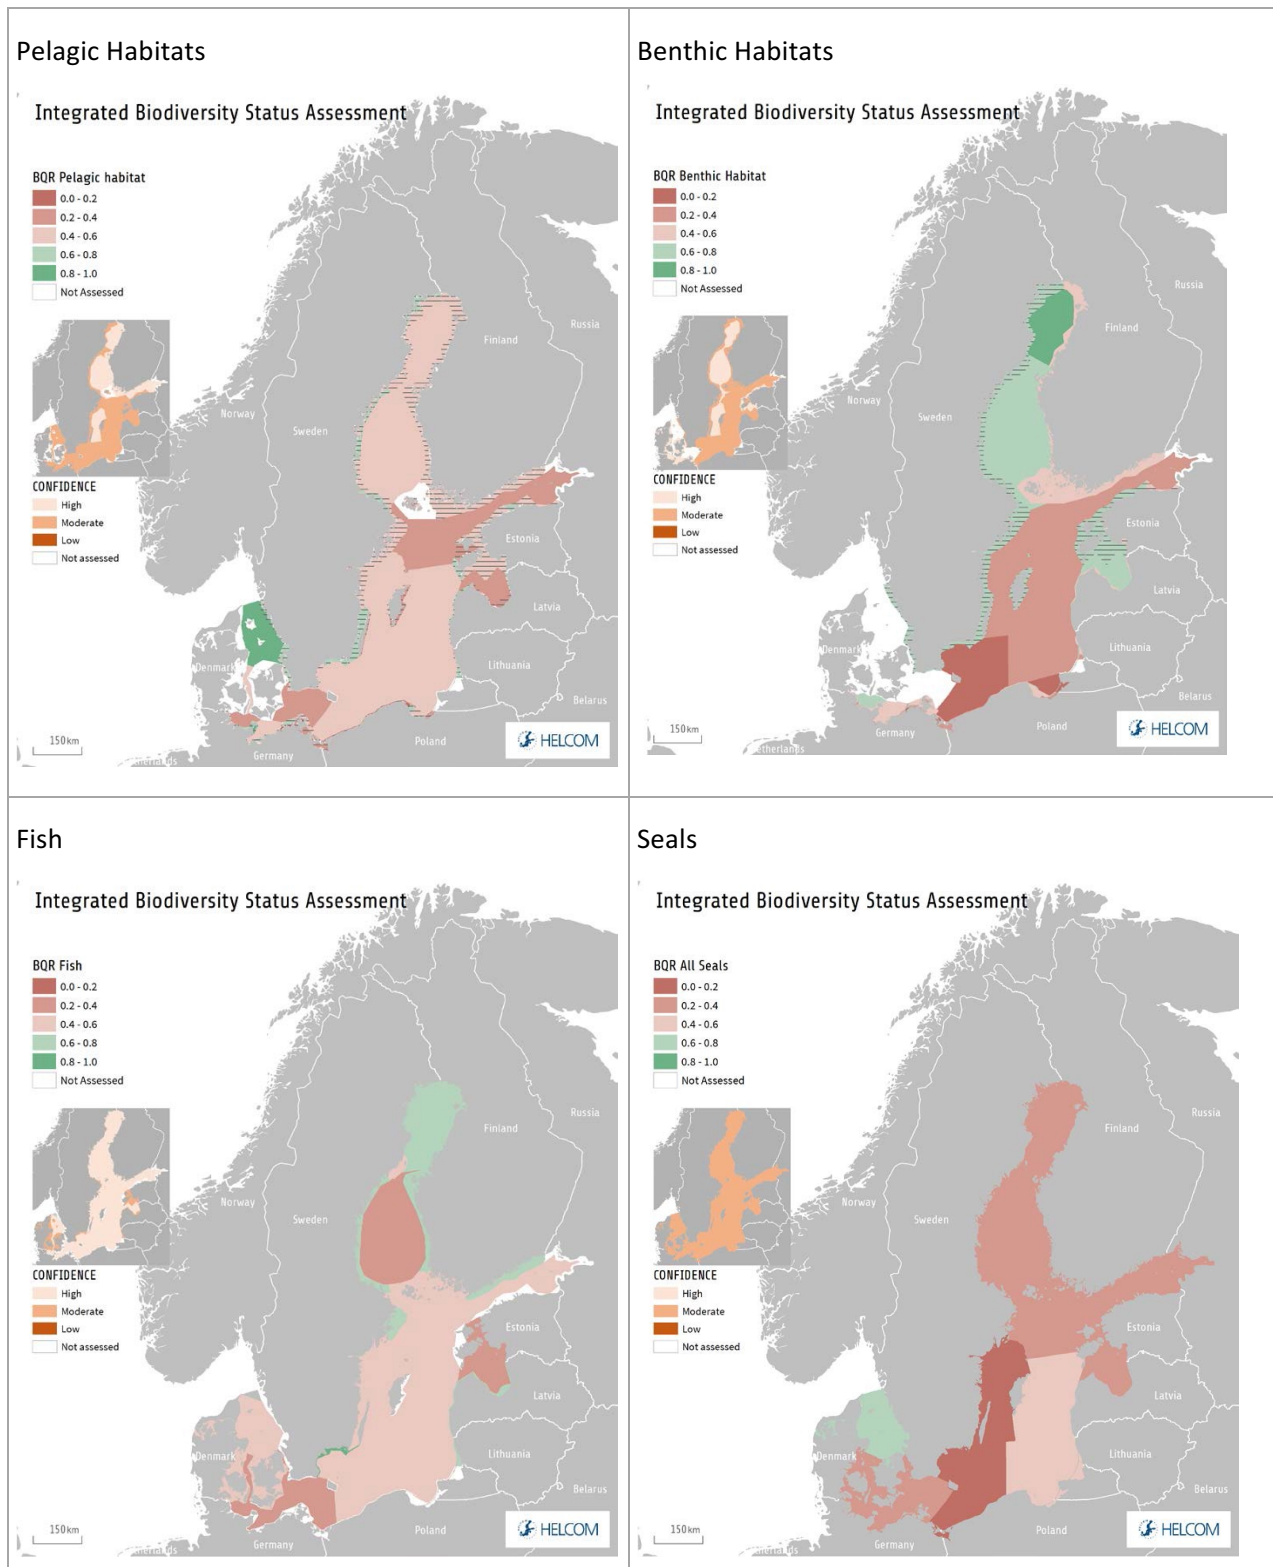 Pelagic Habitats
Integrated Biodiversity Status Assessment
BQR Pelagic habitat
0.0 - 0.2
0.2 - 0.4
0.4 - 0.6
0.6 - 0.8
0.8 - 1.0
Not Assessed
CONFIDENCE
High
Moderate
Low
Not assessed
Norway
Sweden
Finland
Russia
Estonia
Latvia
Lithuania
Belarus
Denmark
Poland
Germany
150km
HELCOM
Benthic Habitats
Integrated Biodiversity Status Assessment
BQR Benthic Habitat
0.0 - 0.2
0.2 - 0.4
0.4 - 0.6
0.6 - 0.8
0.8 - 1.0
Not Assessed
CONFIDENCE
High
Moderate
Low
Not assessed
Norway
Sweden
Finland
Russia
Estonia
Latvia
Lithuania
Belarus
Denmark
Poland
Germany
etherlands
150km
HELCOM
Fish
Integrated Biodiversity Status Assessment
BQR Fish
0.0 - 0.2
0.2 - 0.4
0.4 - 0.6
0.6 - 0.8
0.8 - 1.0
Not Assessed
CONFIDENCE
High
Moderate
Low
Not assessed
Norway
Sweden
Finland
Russia
Estonia
Latvia
Lithuania
Belarus
Denmark
Poland
Germany
150km
HELCOM
Seals
Integrated Biodiversity Status Assessment
BQR All Seals
0.0 - 0.2
0.2 - 0.4
0.4 - 0.6
0.6 - 0.8
0.8 - 1.0
Not Assessed
CONFIDENCE
High
Moderate
Low
Not assessed
Norway
Sweden
Finland
Russia
Estonia
Latvia
Lithuania
Belarus
Denmark
Poland
Germany
150km
HELCOM